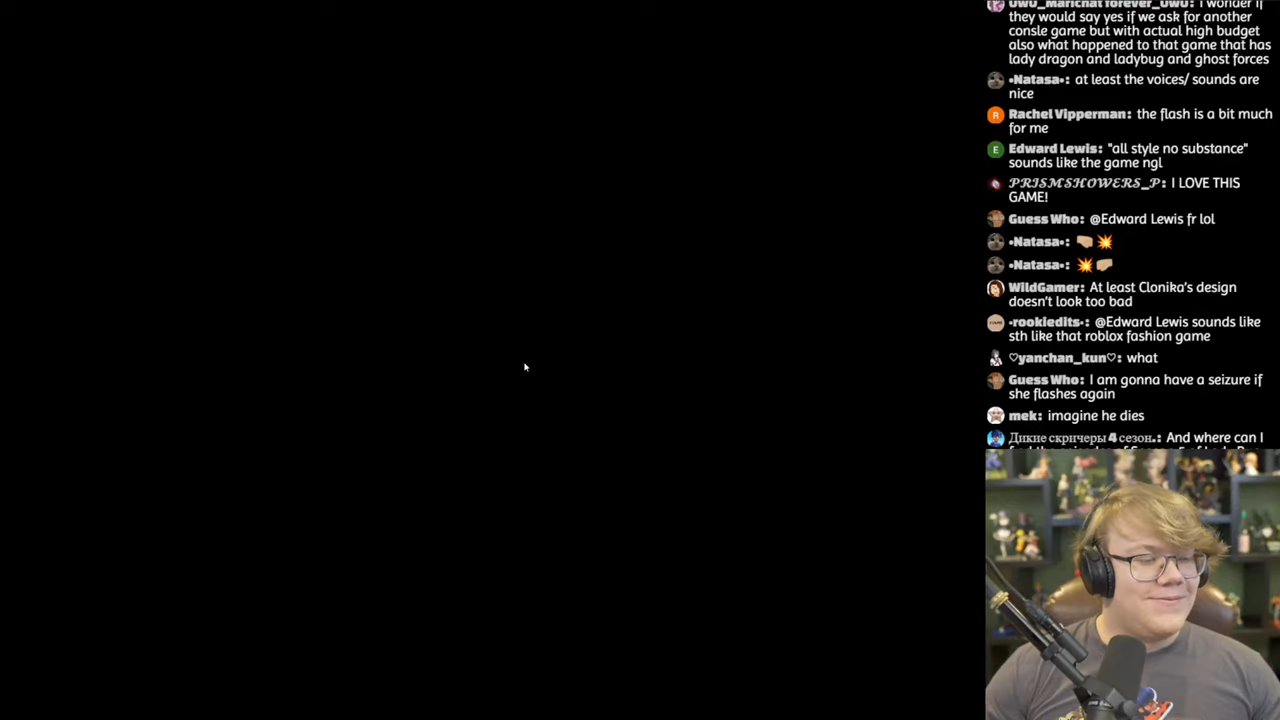 UwU_Marichat forever_UwU: I wonder if
they would say yes if we ask for another
consle game but with actual high budget
also what happened to that game that has
lady dragon and ladybug and ghost forces
•Natasa•: at least the voices/ sounds are
nice
Rachel Vipperman: the flash is a bit much
for me
Edward Lewis: "all style no substance"
sounds like the game ngl
𝓟𝓡𝓘𝓢𝓜𝓢𝓗𝓞𝓦𝓔𝓡𝓢_𝓟: I LOVE THIS
GAME!
Guess Who: @Edward Lewis fr lol
•Natasa•: 👊🏼💥
•Natasa•: 💥🤛🏼
WildGamer: At least Clonika's design
doesn't look too bad
-rookiedits-: @Edward Lewis sounds like
sth like that roblox fashion game
♡yanchan_kun♡: what
Guess Who: I am gonna have a seizure if
she flashes again
mek: imagine he dies
Дикие скричеры 4 сезон.: And where can I